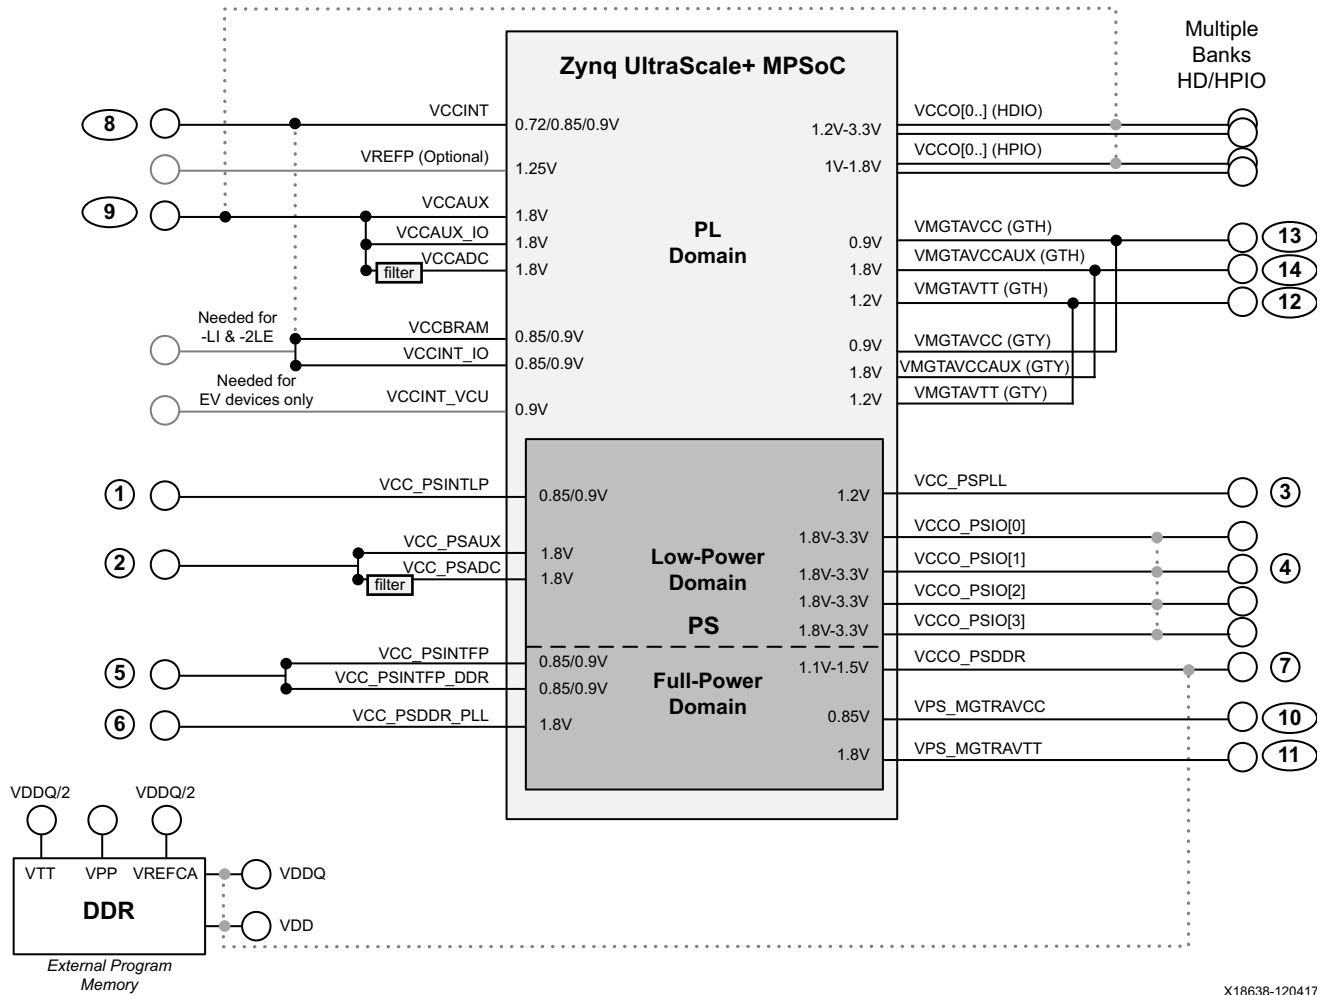 Multiple
Banks
HD/HPIO
Zynq UltraScale+ MPSoC
8
VCCINT
0.72/0.85/0.9V
VREFP (Optional)
1.25V
9
VCCAUX
1.8V
VCCAUX_IO
1.8V
VCCADC
filter
1.8V
Needed for
-LI & -2LE
VCCBRAM
0.85/0.9V
VCCINT_IO
0.85/0.9V
Needed for
EV devices only
VCCINT_VCU
0.9V
PL
Domain
VCCO[0..] (HDIO)
1.2V-3.3V
VCCO[0..] (HPIO)
1V-1.8V
VMGTAVCC (GTH)
0.9V
13
VMGTAVCCAUX (GTH)
1.8V
14
VMGTAVTT (GTH)
1.2V
12
VMGTAVCC (GTY)
0.9V
VMGTAVCCAUX (GTY)
1.8V
VMGTAVTT (GTY)
1.2V
1
VCC_PSINTLP
0.85/0.9V
2
VCC_PSAUX
1.8V
VCC_PSADC
filter
1.8V
Low-Power
Domain
PS
1.2V
VCC_PSPLL
3
1.8V-3.3V
VCCO_PSIO[0]
1.8V-3.3V
VCCO_PSIO[1]
4
1.8V-3.3V
VCCO_PSIO[2]
1.8V-3.3V
VCCO_PSIO[3]
5
VCC_PSINTFP
0.85/0.9V
VCC_PSINTFP_DDR
0.85/0.9V
6
VCC_PSDDR_PLL
1.8V
Full-Power
Domain
1.1V-1.5V
VCCO_PSDDR
7
0.85V
VPS_MGTRAVCC
10
1.8V
VPS_MGTRAVTT
11
VDDQ/2
VDDQ/2
VTT
VPP
VREFCA
VDDQ
DDR
VDD
External Program
Memory
X18638-120417